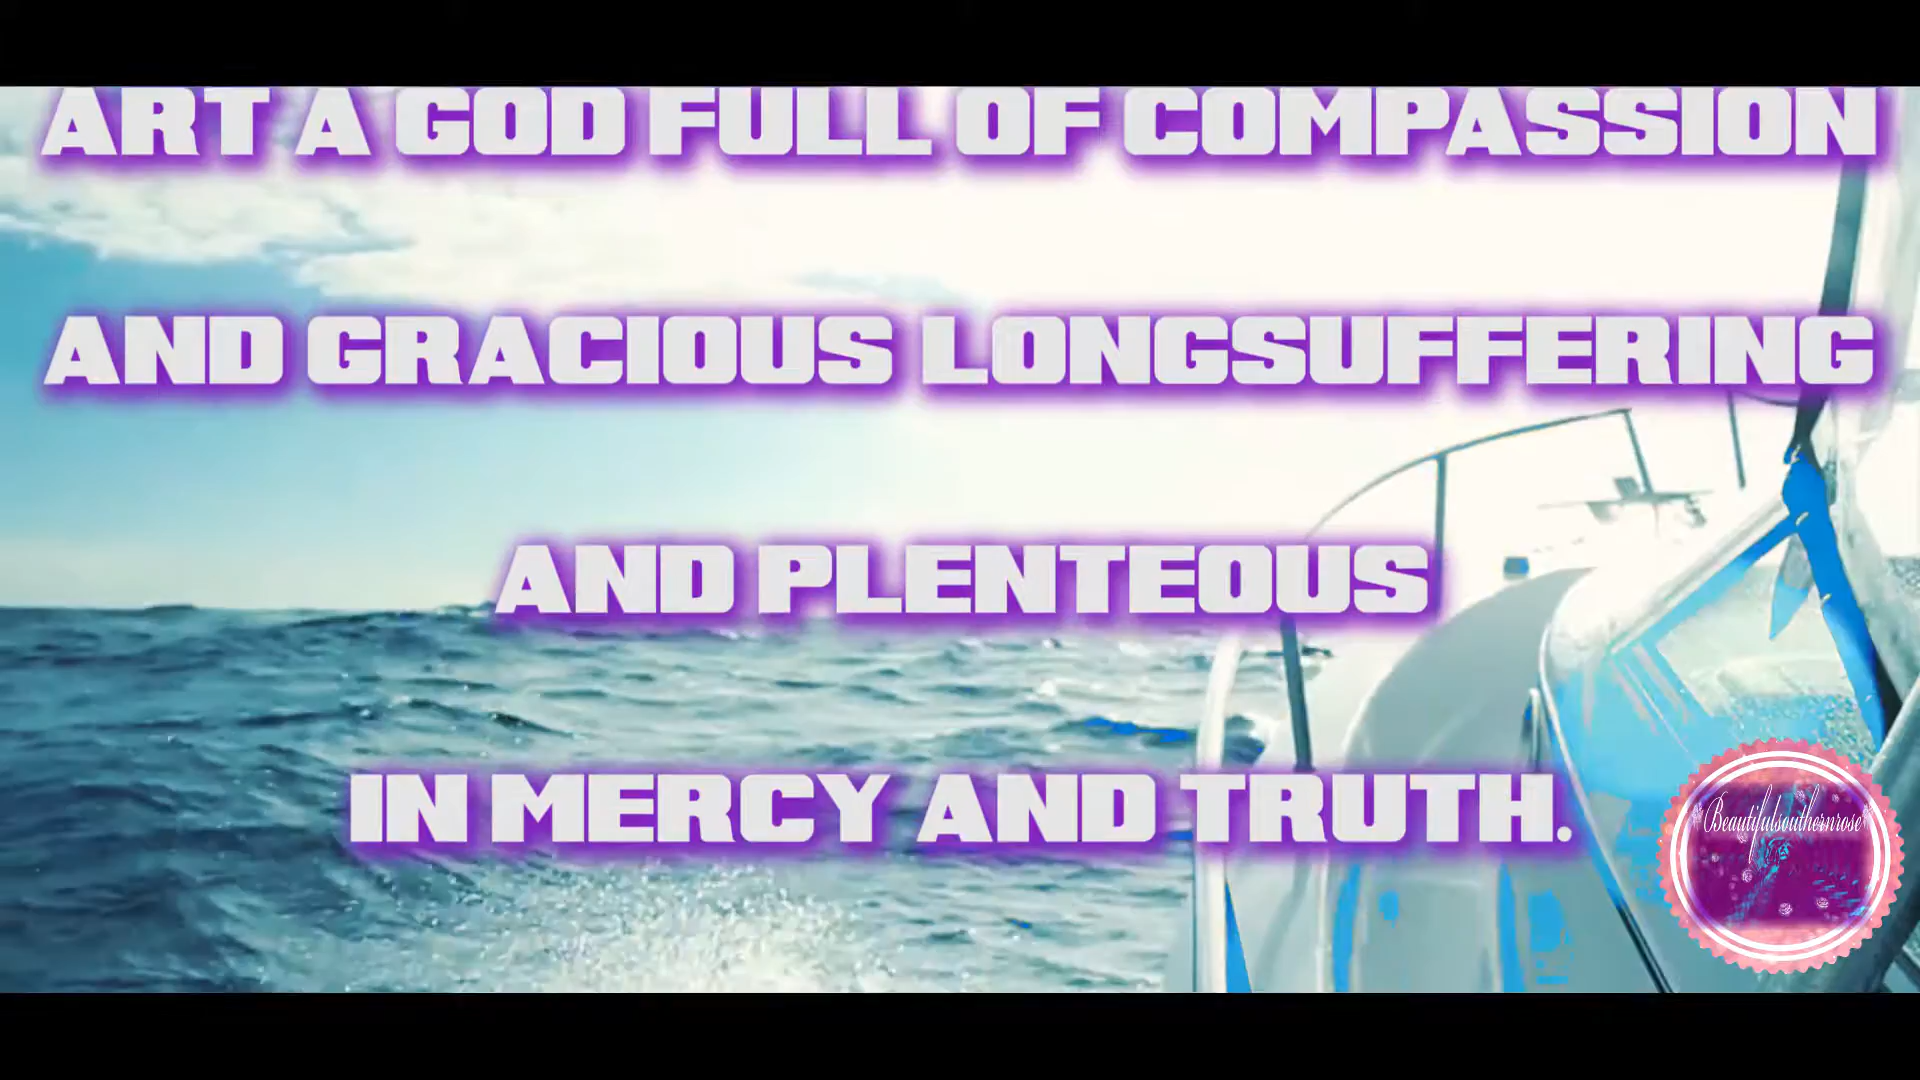 ART A GOD FULL OF COMPASSION
AND GRACIOUS LONGSUFFERING
AND PLENTEOUS
IN MERCY AND TRUTH.
Beautifulsouthernrose